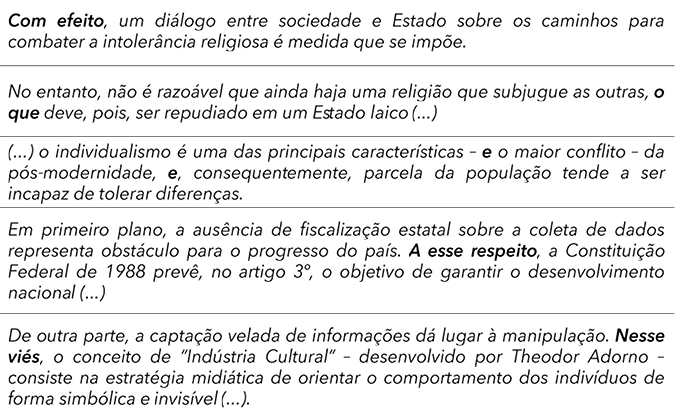 Com efeito, um diálogo entre sociedade e Estado sobre os caminhos para
combater a intolerância religiosa é medida que se impõe.
No entanto, não é razoável que ainda haja uma religião que subjugue as outras, o
que deve, pois, ser repudiado em um Estado laico (...)
(...) o individualismo é uma das principais características – e o maior conflito – da
pós-modernidade, e, consequentemente, parcela da população tende a ser
incapaz de tolerar diferenças.
Em primeiro plano, a ausência de fiscalização estatal sobre a coleta de dados
representa obstáculo para o progresso do país. A esse respeito, a Constituição
Federal de 1988 prevê, no artigo 3º, o objetivo de garantir o desenvolvimento
nacional (...)
De outra parte, a captação velada de informações dá lugar à manipulação. Nesse
viés, o conceito de "Indústria Cultural" – desenvolvido por Theodor Adorno –
consiste na estratégia midiática de orientar o comportamento dos indivíduos de
forma simbólica e invisível (...).